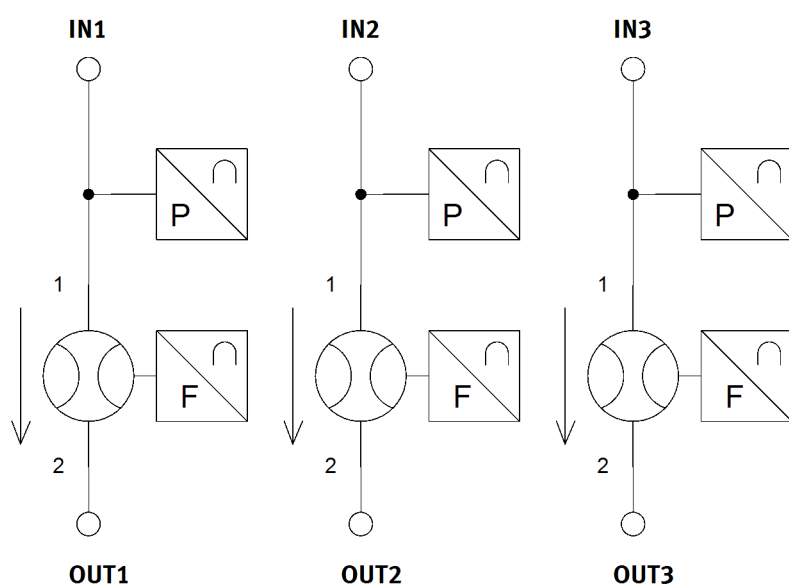 IN1 IN2 IN3
P P P
1 1 1
F F F
2 2 2
OUT1 OUT2 OUT3